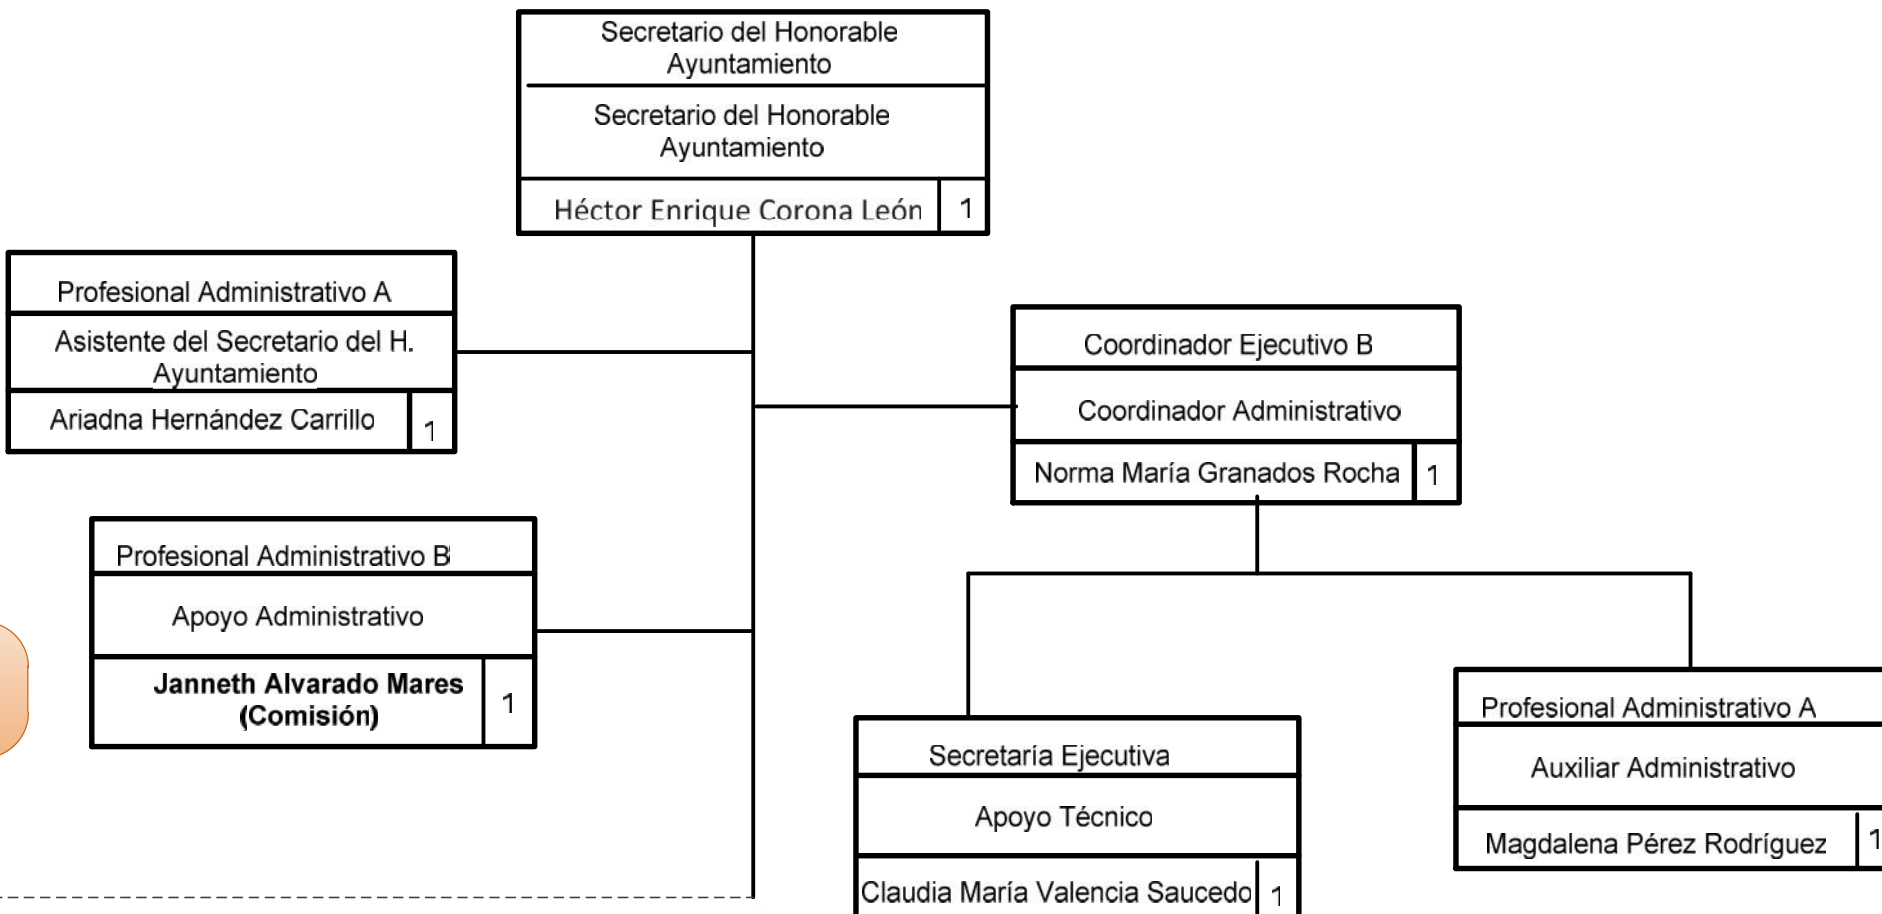 Secretario del Honorable
Ayuntamiento
Secretario del Honorable
Ayuntamiento
Héctor Enrique Corona León 1
Profesional Administrativo A
Asistente del Secretario del H.
Ayuntamiento
Ariadna Hernández Carrillo 1
Coordinador Ejecutivo B
Coordinador Administrativo
Norma María Granados Rocha 1
Profesional Administrativo B
Apoyo Administrativo
Janneth Alvarado Mares
(Comisión) 1
Secretaría Ejecutiva
Apoyo Técnico
Claudia María Valencia Saucedo 1
Profesional Administrativo A
Auxiliar Administrativo
Magdalena Pérez Rodríguez 1